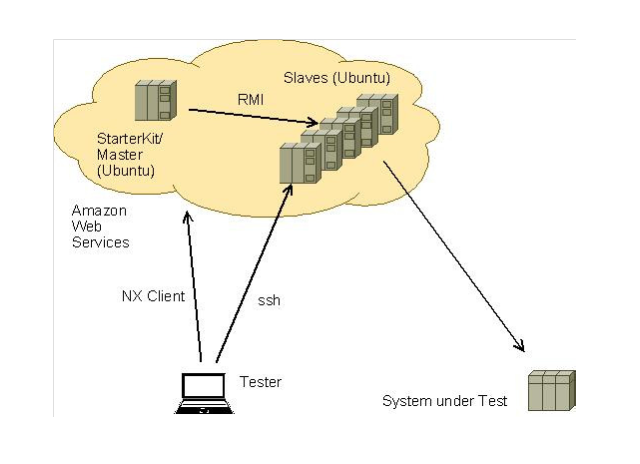 Slaves (Ubuntu)
RMI
StarterKit/
Master
(Ubuntu)
Amazon
Web
Services
NX Client
ssh
Tester
System under Test